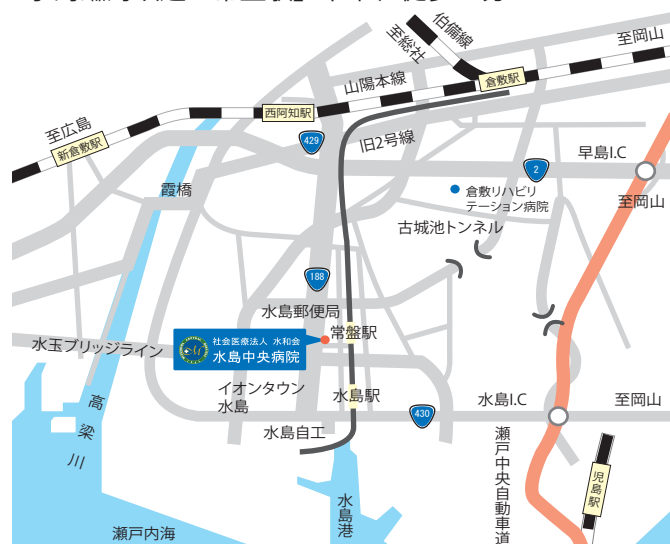 至岡山
伯備線
至総社
倉敷駅
山陽本線
西阿知駅
至広島
新倉敷駅
429
旧2号線
早島I.C
2
霞橋
倉敷リハビリ
テーション病院
至岡山
古城池トンネル
188
水島郵便局
社会医療法人 水和会
水島中央病院
常盤駅
水玉ブリッジライン
イオンタウン
水島
水島駅
水島I.C
至岡山
430
高梁川
水島自工
瀬戸中央自動車道
児島駅
水島港
瀬戸内海